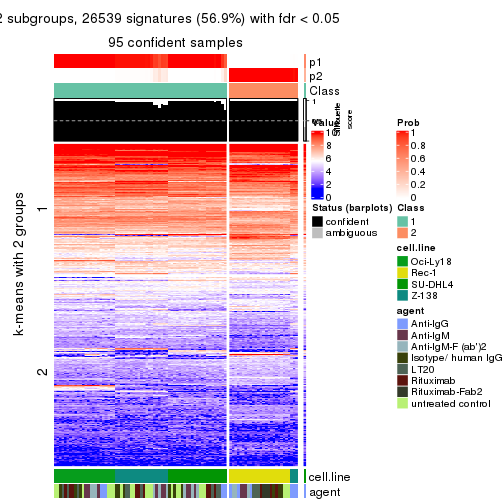 2 subgroups, 26539 signatures (56.9%) with fdr < 0.05
95 confident samples
p1
p2
Class
1
Silhouette
score
k-means with 2 groups
1
2
cell.line
agent
Value
10
8
6
4
2
0
Prob
1
0.8
0.6
0.4
0.2
0
Status (barplots)
confident
ambiguous
Class
1
2
cell.line
Oci-Ly18
Rec-1
SU-DHL4
Z-138
agent
Anti-IgG
Anti-IgM
Anti-IgM-F (ab')2
Isotype/ human IgG
LT20
Rituximab
Rituximab-Fab2
untreated control